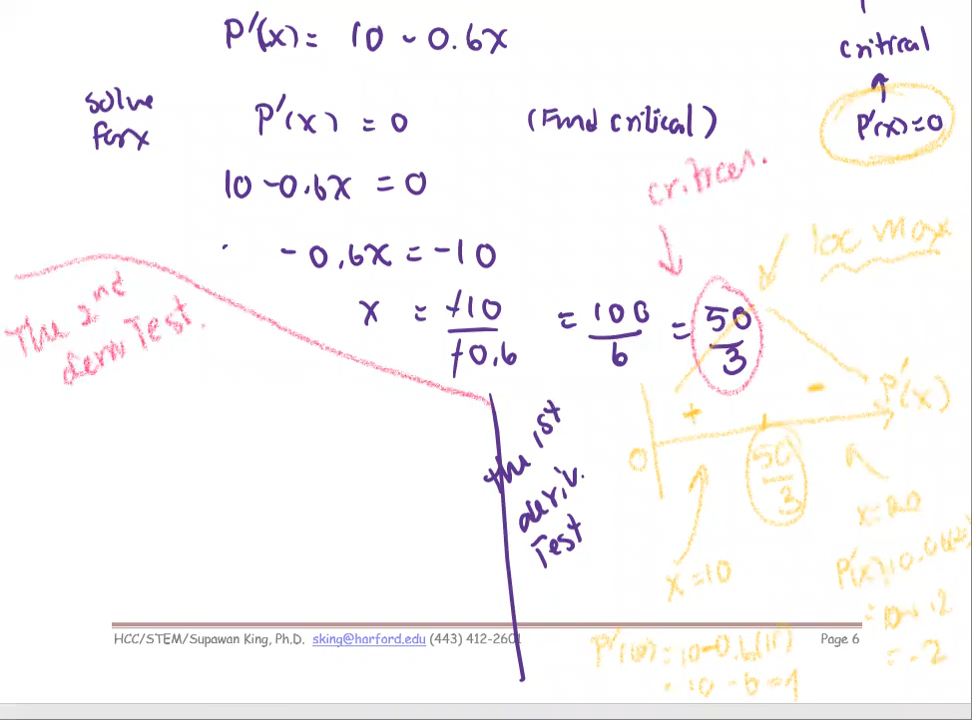 P'(x) = 10 - 0.6x
critical
solve for x
P'(x) = 0 (Find critical)
P'(x) = 0
10 - 0.6x = 0
critical.
- 0.6x = -10
loc max
The 2nd deriv Test.
x = +10/+0.6 = 100/6 = 50/3
+ -
P'(x)
0
50/3
the 1st deriv. Test
x = 10
x = 20
= -2
P'(10) = 10 - 0.6(10)
= 10 - 6 = 4
HCC/STEM/Supawan King, Ph.D. sking@harford.edu (443) 412-2601 Page 6